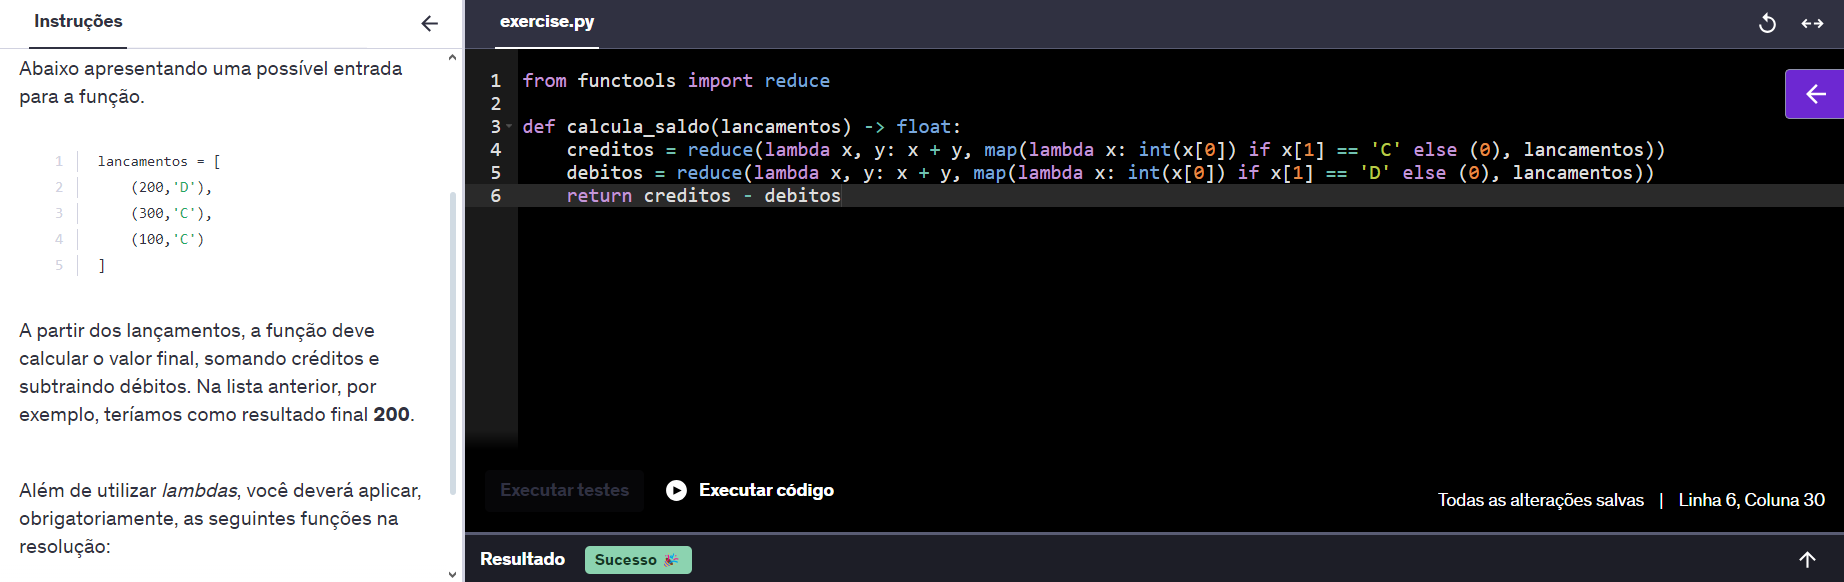 Instruções
Abaixo apresentando uma possível entrada
para a função.
1 lancamentos = [
2 (200,'D'),
3 (300,'C'),
4 (100,'C')
5 ]
A partir dos lançamentos, a função deve
calcular o valor final, somando créditos e
subtraindo débitos. Na lista anterior, por
exemplo, teríamos como resultado final 200.
Além de utilizar lambdas, você deverá aplicar,
obrigatoriamente, as seguintes funções na
resolução:
exercise.py
1 from functools import reduce
2
3 def calcula_saldo(lancamentos) -> float:
4 creditos = reduce(lambda x, y: x + y, map(lambda x: int(x[0]) if x[1] == 'C' else (0), lancamentos))
5 debitos = reduce(lambda x, y: x + y, map(lambda x: int(x[0]) if x[1] == 'D' else (0), lancamentos))
6 return creditos - debitos
Executar testes
Executar código
Todas as alterações salvas | Linha 6, Coluna 30
Resultado
Sucesso 🎉